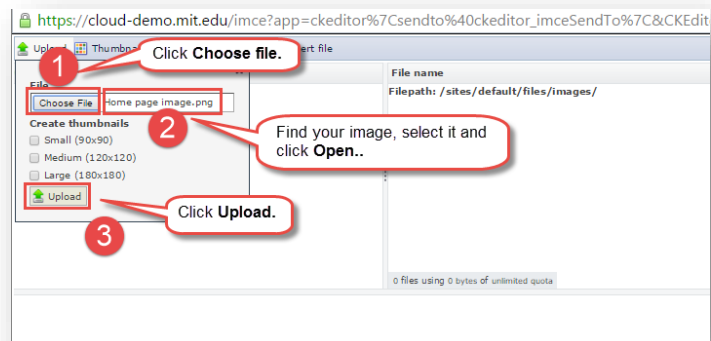 https://cloud-demo.mit.edu/imce?app=ckeditor%7Csendto%40ckeditor_imceSendTo%7C&CKEdit
Upload Thumbna
ert file
1
Click Choose file.
File
Choose File Home page image.png
2
Create thumbnails
Small (90x90)
Medium (120x120)
Large (180x180)
Upload
3
File name
Filepath: /sites/default/files/images/
Find your image, select it and
click Open..
Click Upload.
0 files using 0 bytes of unlimited quota